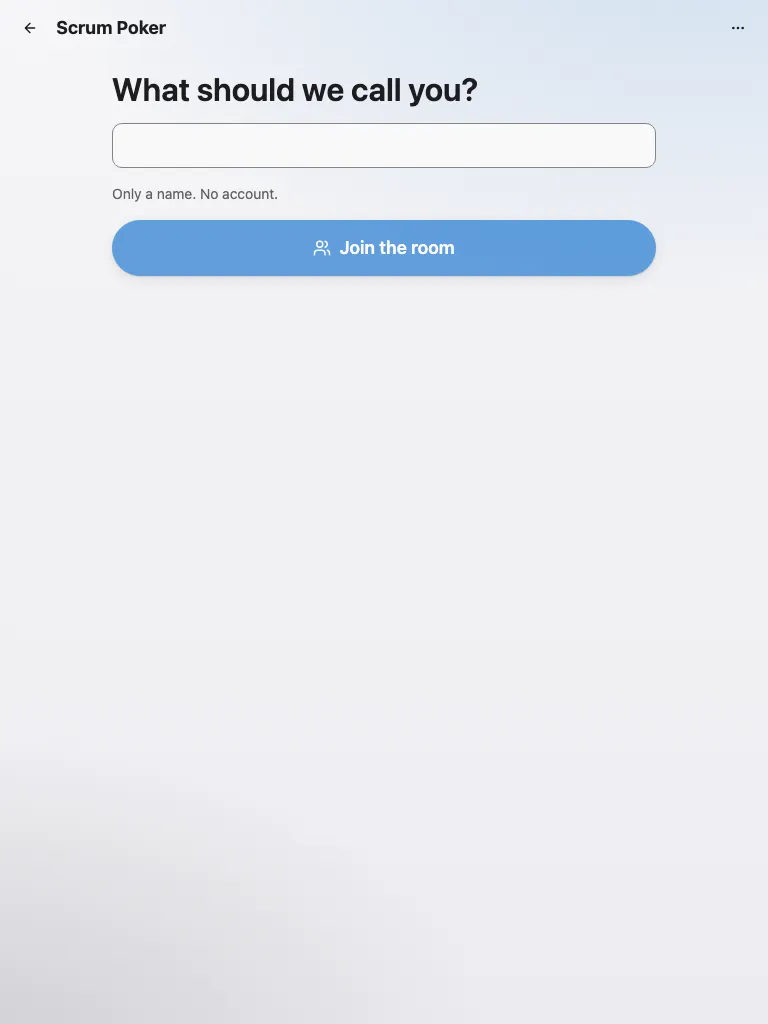 Scrum Poker
What should we call you?
Only a name. No account.
Join the room